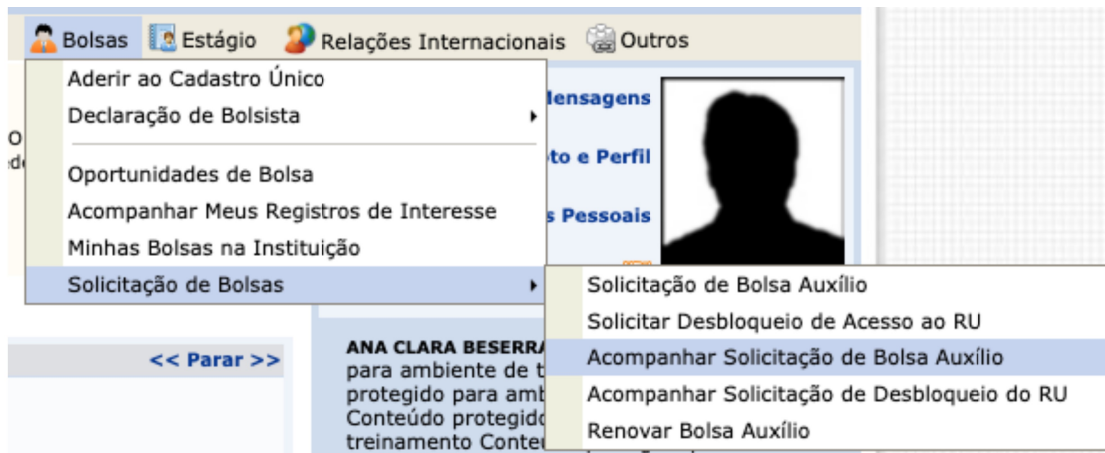 Bolsas Estágio Relações Internacionais Outros
Aderir ao Cadastro Único
Declaração de Bolsista
Oportunidades de Bolsa
Acompanhar Meus Registros de Interesse
Minhas Bolsas na Instituição
Solicitação de Bolsas
Mensagens
to e Perfil
s Pessoais
Solicitação de Bolsa Auxílio
Solicitar Desbloqueio de Acesso ao RU
Acompanhar Solicitação de Bolsa Auxílio
Acompanhar Solicitação de Desbloqueio do RU
Renovar Bolsa Auxílio
<< Parar >>
ANA CLARA BESERRA
para ambiente de t
protegido para amb
Conteúdo protegido
treinamento Conteú